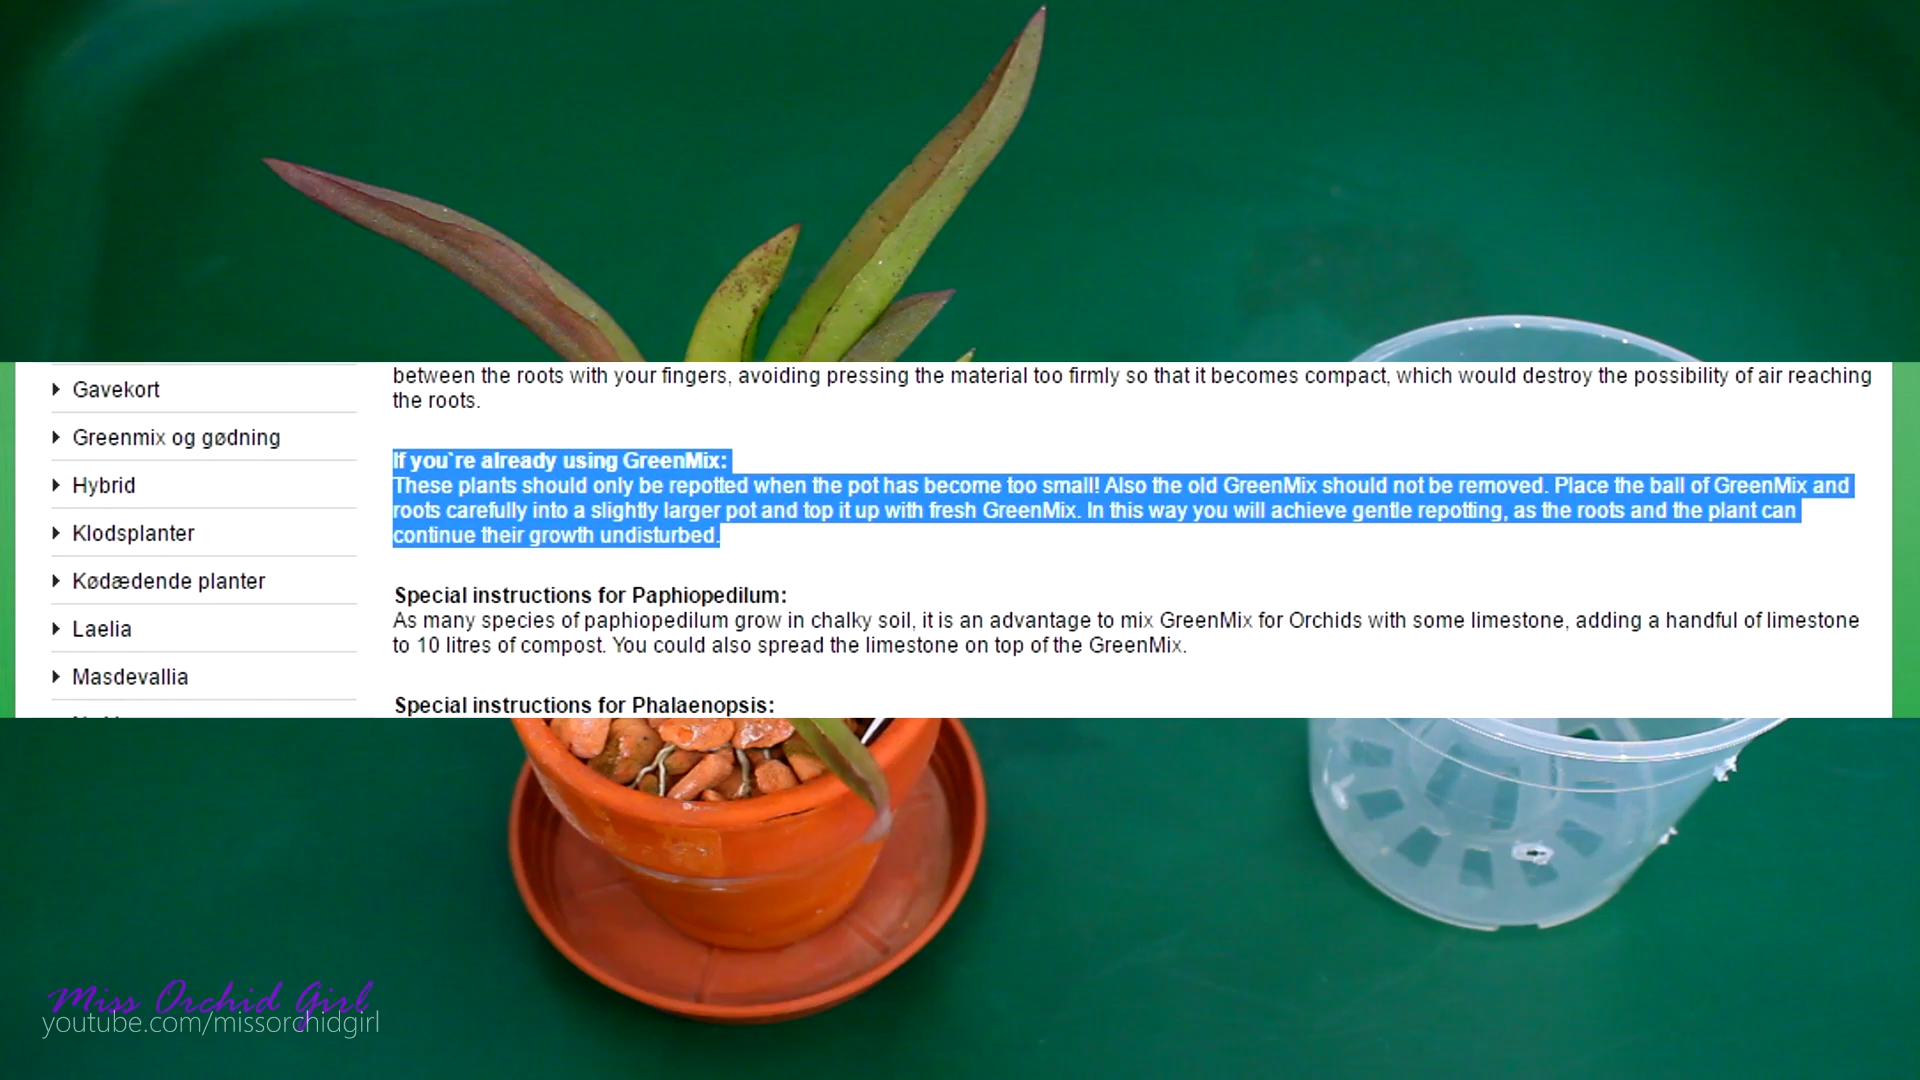 Gavekort
Greenmix og gødning
Hybrid
Klodsplanter
Kødædende planter
Laelia
Masdevallia
between the roots with your fingers, avoiding pressing the material too firmly so that it becomes compact, which would destroy the possibility of air reaching
the roots.
If you`re already using GreenMix:
These plants should only be repotted when the pot has become too small! Also the old GreenMix should not be removed. Place the ball of GreenMix and
roots carefully into a slightly larger pot and top it up with fresh GreenMix. In this way you will achieve gentle repotting, as the roots and the plant can
continue their growth undisturbed.
Special instructions for Paphiopedilum:
As many species of paphiopedilum grow in chalky soil, it is an advantage to mix GreenMix for Orchids with some limestone, adding a handful of limestone
to 10 litres of compost. You could also spread the limestone on top of the GreenMix.
Special instructions for Phalaenopsis:
Miss Orchid Girl
youtube.com/missorchidgirl